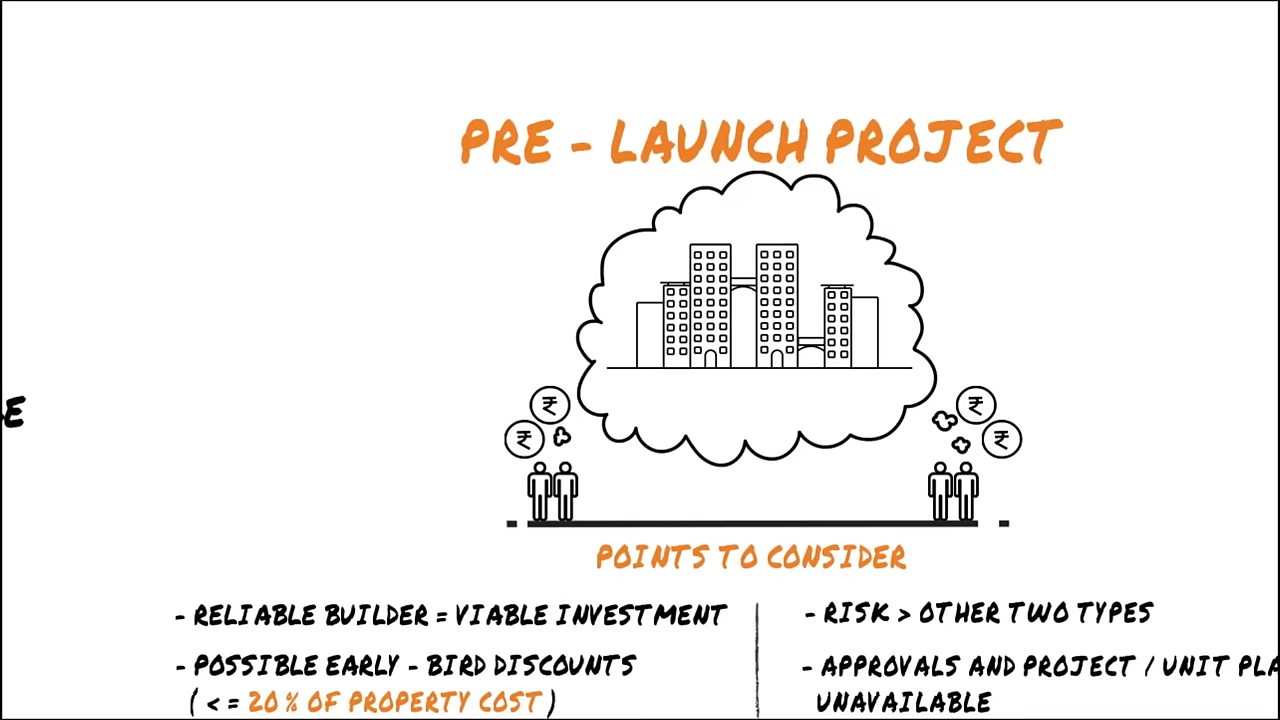 PRE - LAUNCH PROJECT
₹ ₹
₹ ₹
E
POINTS TO CONSIDER
- RELIABLE BUILDER = VIABLE INVESTMENT
- POSSIBLE EARLY - BIRD DISCOUNTS
( < = 20 % OF PROPERTY COST )
- RISK > OTHER TWO TYPES
- APPROVALS AND PROJECT / UNIT PLA
UNAVAILABLE